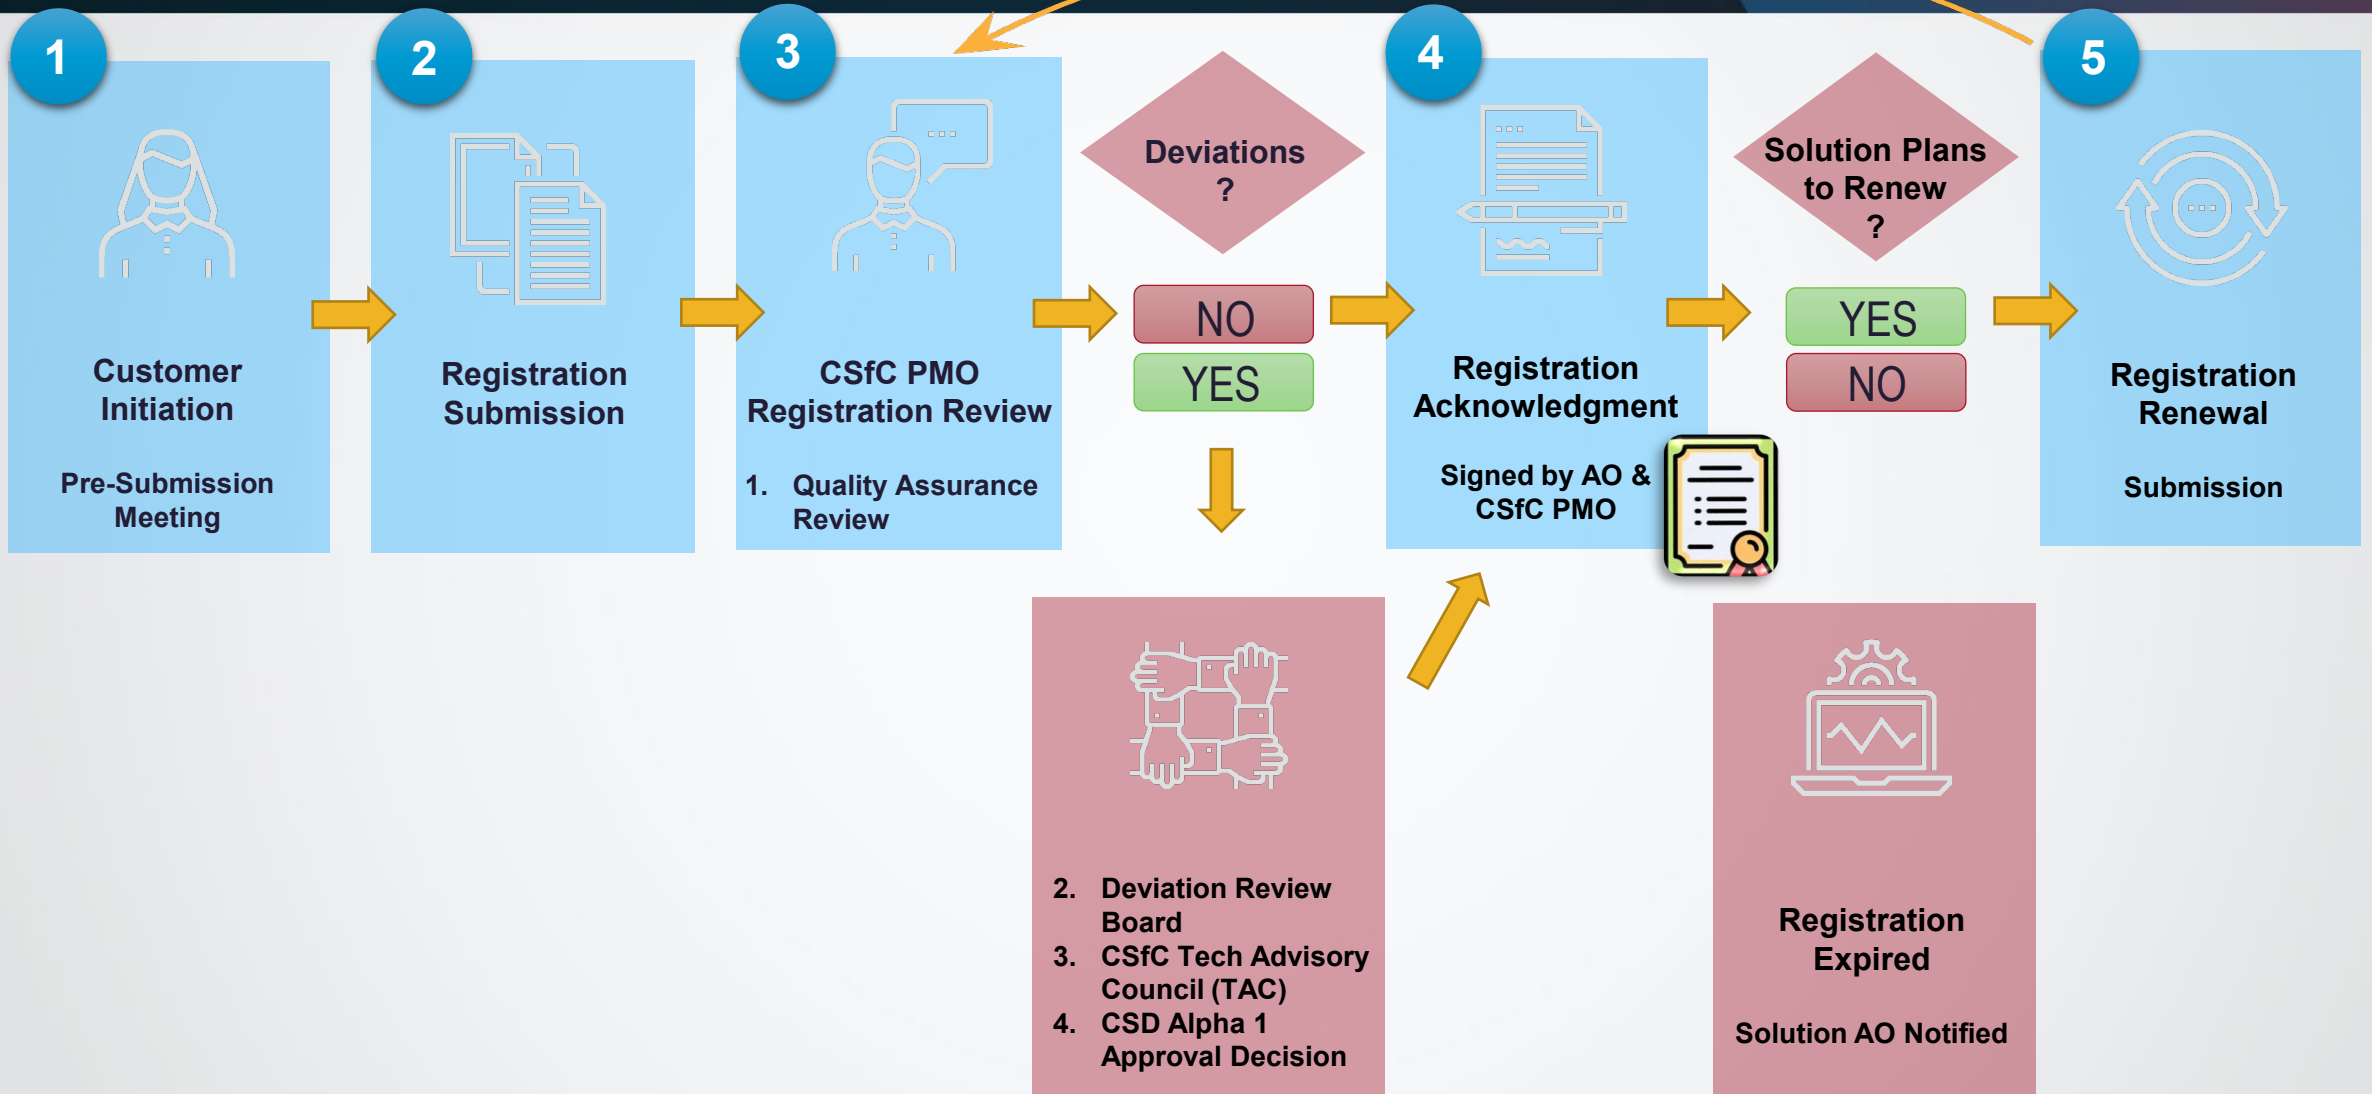 1
Customer
Initiation
Pre-Submission
Meeting
2
Registration
Submission
3
CSfC PMO
Registration Review
1. Quality Assurance
Review
Deviations
?
NO
YES
2. Deviation Review
Board
3. CSfC Tech Advisory
Council (TAC)
4. CSD Alpha 1
Approval Decision
4
Registration
Acknowledgment
Signed by AO &
CSfC PMO
Solution Plans
to Renew
?
YES
NO
Registration
Expired
Solution AO Notified
5
Registration
Renewal
Submission